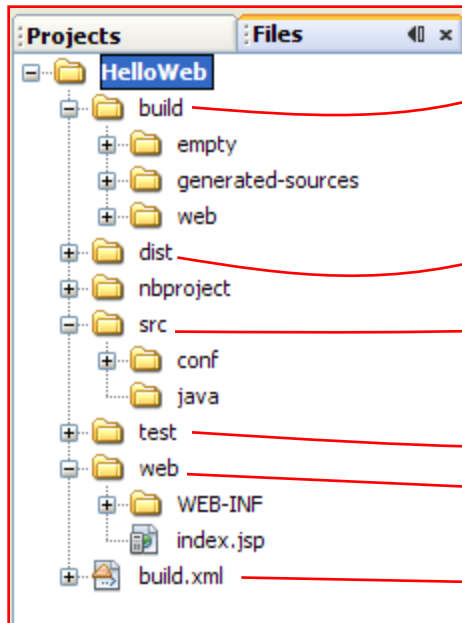 Projects Files
HelloWeb
build
empty
generated-sources
web
dist
nbproject
src
conf
java
test
web
WEB-INF
index.jsp
build.xml